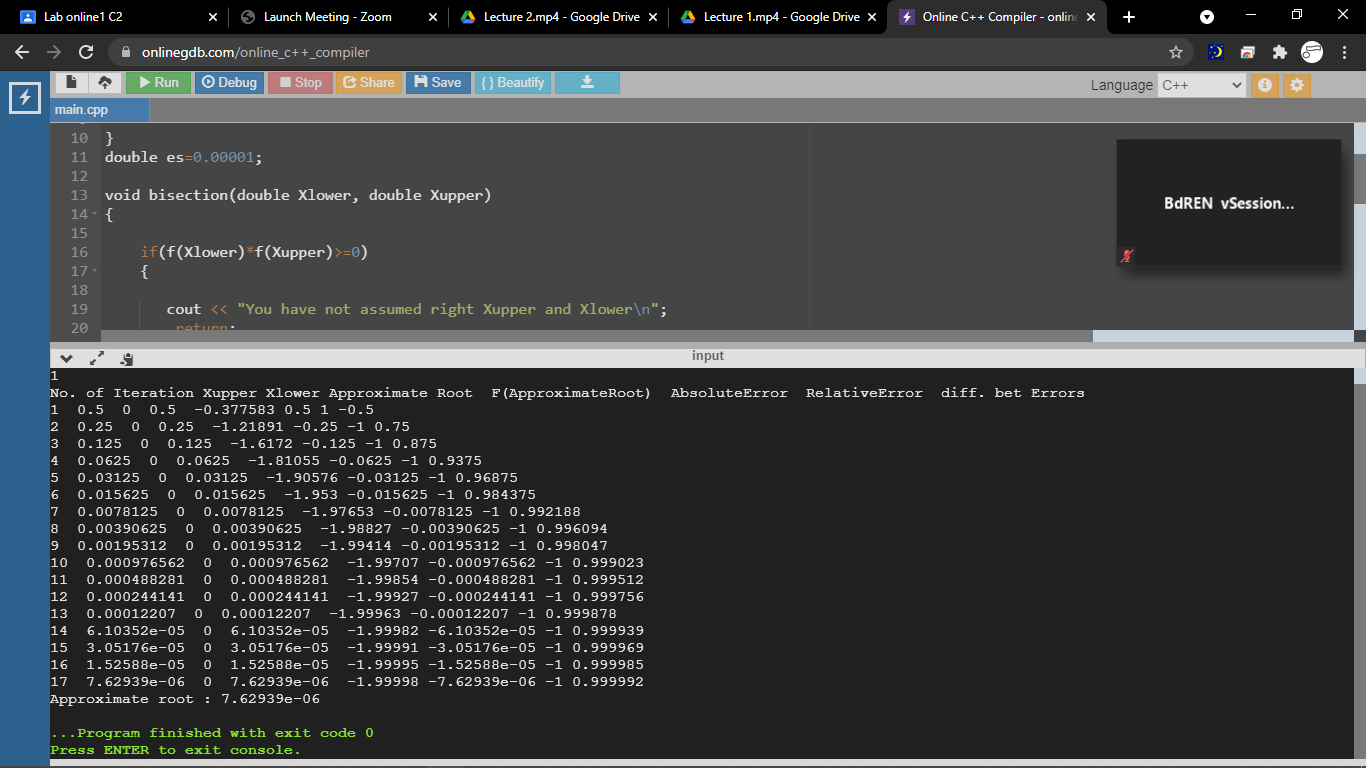 Lab online1 C2
Launch Meeting - Zoom
Lecture 2.mp4 - Google Drive
Lecture 1.mp4 - Google Drive
Online C++ Compiler - onlin
onlinegdb.com/online_c++_compiler
Run Debug Stop Share Save {} Beautify
Language C++
main.cpp
10 }
11 double es=0.00001;
12
13 void bisection(double Xlower, double Xupper)
14 {
15
16 if(f(Xlower)*f(Xupper)>=0)
17 {
18
19 cout << "You have not assumed right Xupper and Xlower\n";
20 return;
BdREN vSession...
input
1
No. of Iteration Xupper Xlower Approximate Root F(ApproximateRoot) AbsoluteError RelativeError diff. bet Errors
1 0.5 0 0.5 -0.377583 0.5 1 -0.5
2 0.25 0 0.25 -1.21891 -0.25 -1 0.75
3 0.125 0 0.125 -1.6172 -0.125 -1 0.875
4 0.0625 0 0.0625 -1.81055 -0.0625 -1 0.9375
5 0.03125 0 0.03125 -1.90576 -0.03125 -1 0.96875
6 0.015625 0 0.015625 -1.953 -0.015625 -1 0.984375
7 0.0078125 0 0.0078125 -1.97653 -0.0078125 -1 0.992188
8 0.00390625 0 0.00390625 -1.98827 -0.00390625 -1 0.996094
9 0.00195312 0 0.00195312 -1.99414 -0.00195312 -1 0.998047
10 0.000976562 0 0.000976562 -1.99707 -0.000976562 -1 0.999023
11 0.000488281 0 0.000488281 -1.99854 -0.000488281 -1 0.999512
12 0.000244141 0 0.000244141 -1.99927 -0.000244141 -1 0.999756
13 0.00012207 0 0.00012207 -1.99963 -0.00012207 -1 0.999878
14 6.10352e-05 0 6.10352e-05 -1.99982 -6.10352e-05 -1 0.999939
15 3.05176e-05 0 3.05176e-05 -1.99991 -3.05176e-05 -1 0.999969
16 1.52588e-05 0 1.52588e-05 -1.99995 -1.52588e-05 -1 0.999985
17 7.62939e-06 0 7.62939e-06 -1.99998 -7.62939e-06 -1 0.999992
Approximate root : 7.62939e-06
...Program finished with exit code 0
Press ENTER to exit console.